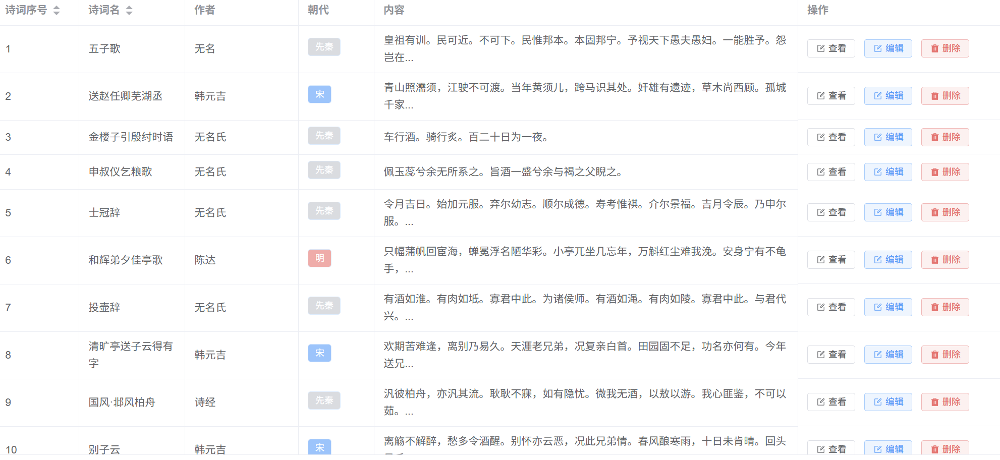 诗词序号 诗词名 作者 朝代 内容 操作
1 五子歌 无名 先秦 皇祖有训。民可近。不可下。民惟邦本。本固邦宁。予视天下愚夫愚妇。一能胜予。怨
岂在... 查看 编辑 删除
2 送赵任卿芜湖丞 韩元吉 宋 青山照濡须，江驶不可渡。当年黄须儿，跨马识其处。奸雄有遗迹，草木尚西顾。孤城
千家... 查看 编辑 删除
3 金楼子引殷纣时语 无名氏 先秦 车行酒。骑行炙。百二十日为一夜。 查看 编辑 删除
4 申叔仪乞粮歌 无名氏 先秦 佩玉蕊兮余无所系之。旨酒一盛兮余与褐之父睨之。 查看 编辑 删除
5 士冠辞 无名氏 先秦 令月吉日。始加元服。弃尔幼志。顺尔成德。寿考惟祺。介尔景福。吉月令辰。乃申尔
服。... 查看 编辑 删除
6 和辉弟夕佳亭歌 陈达 明 只幅蒲帆回宦海，蝉冕浮名陋华彩。小亭兀坐几忘年，万斛红尘难我浼。安身宁有不龟
手，... 查看 编辑 删除
7 投壶辞 无名氏 先秦 有酒如淮。有肉如坻。寡君中此。为诸侯师。有酒如渑。有肉如陵。寡君中此。与君代
兴。... 查看 编辑 删除
8 清旷亭送子云得有
字 韩元吉 宋 欢期苦难逢，离别乃易久。天涯老兄弟，况复亲白首。田园固不足，功名亦何有。今年
送兄... 查看 编辑 删除
9 国风·邶风柏舟 诗经 先秦 汎彼柏舟，亦汎其流。耿耿不寐，如有隐忧。微我无酒，以敖以游。我心匪鉴，不可以
茹。... 查看 编辑 删除
10 别子云 韩元吉 宋 离觞不解醉，愁多令酒醒。别怀亦云恶，况此兄弟情。春风酿寒雨，十日未肯晴。回头
查看 编辑 删除